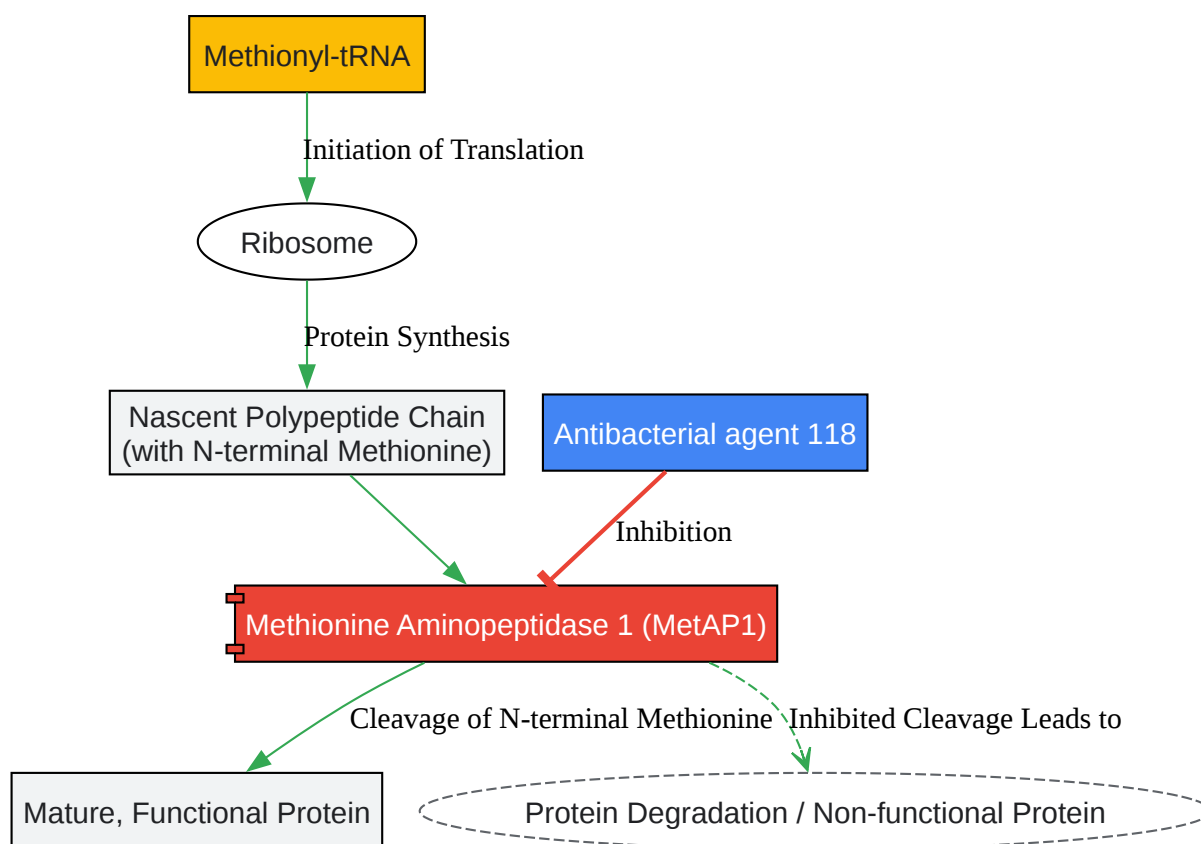 Methionyl-tRNA
Initiation of Translation
Ribosome
Protein Synthesis
Nascent Polypeptide Chain
(with N-terminal Methionine)
Antibacterial agent 118
Inhibition
Methionine Aminopeptidase 1 (MetAP1)
Cleavage of N-terminal Methionine
Inhibited Cleavage Leads to
Mature, Functional Protein
Protein Degradation / Non-functional Protein